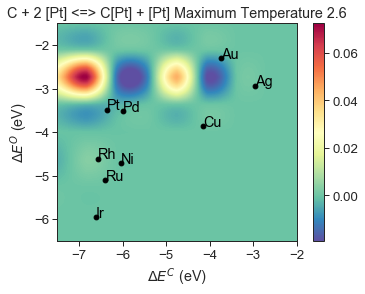 C + 2 [Pt] <=> C[Pt] + [Pt] Maximum Temperature 2.6
−2
−3
−4
−5
−6
ΔE^O (eV)
Au
Ag
Pt
Pd
Cu
Rh
Ni
Ru
Ir
−7
−6
−5
−4
−3
−2
ΔE^C (eV)
0.06
0.04
0.02
0.00